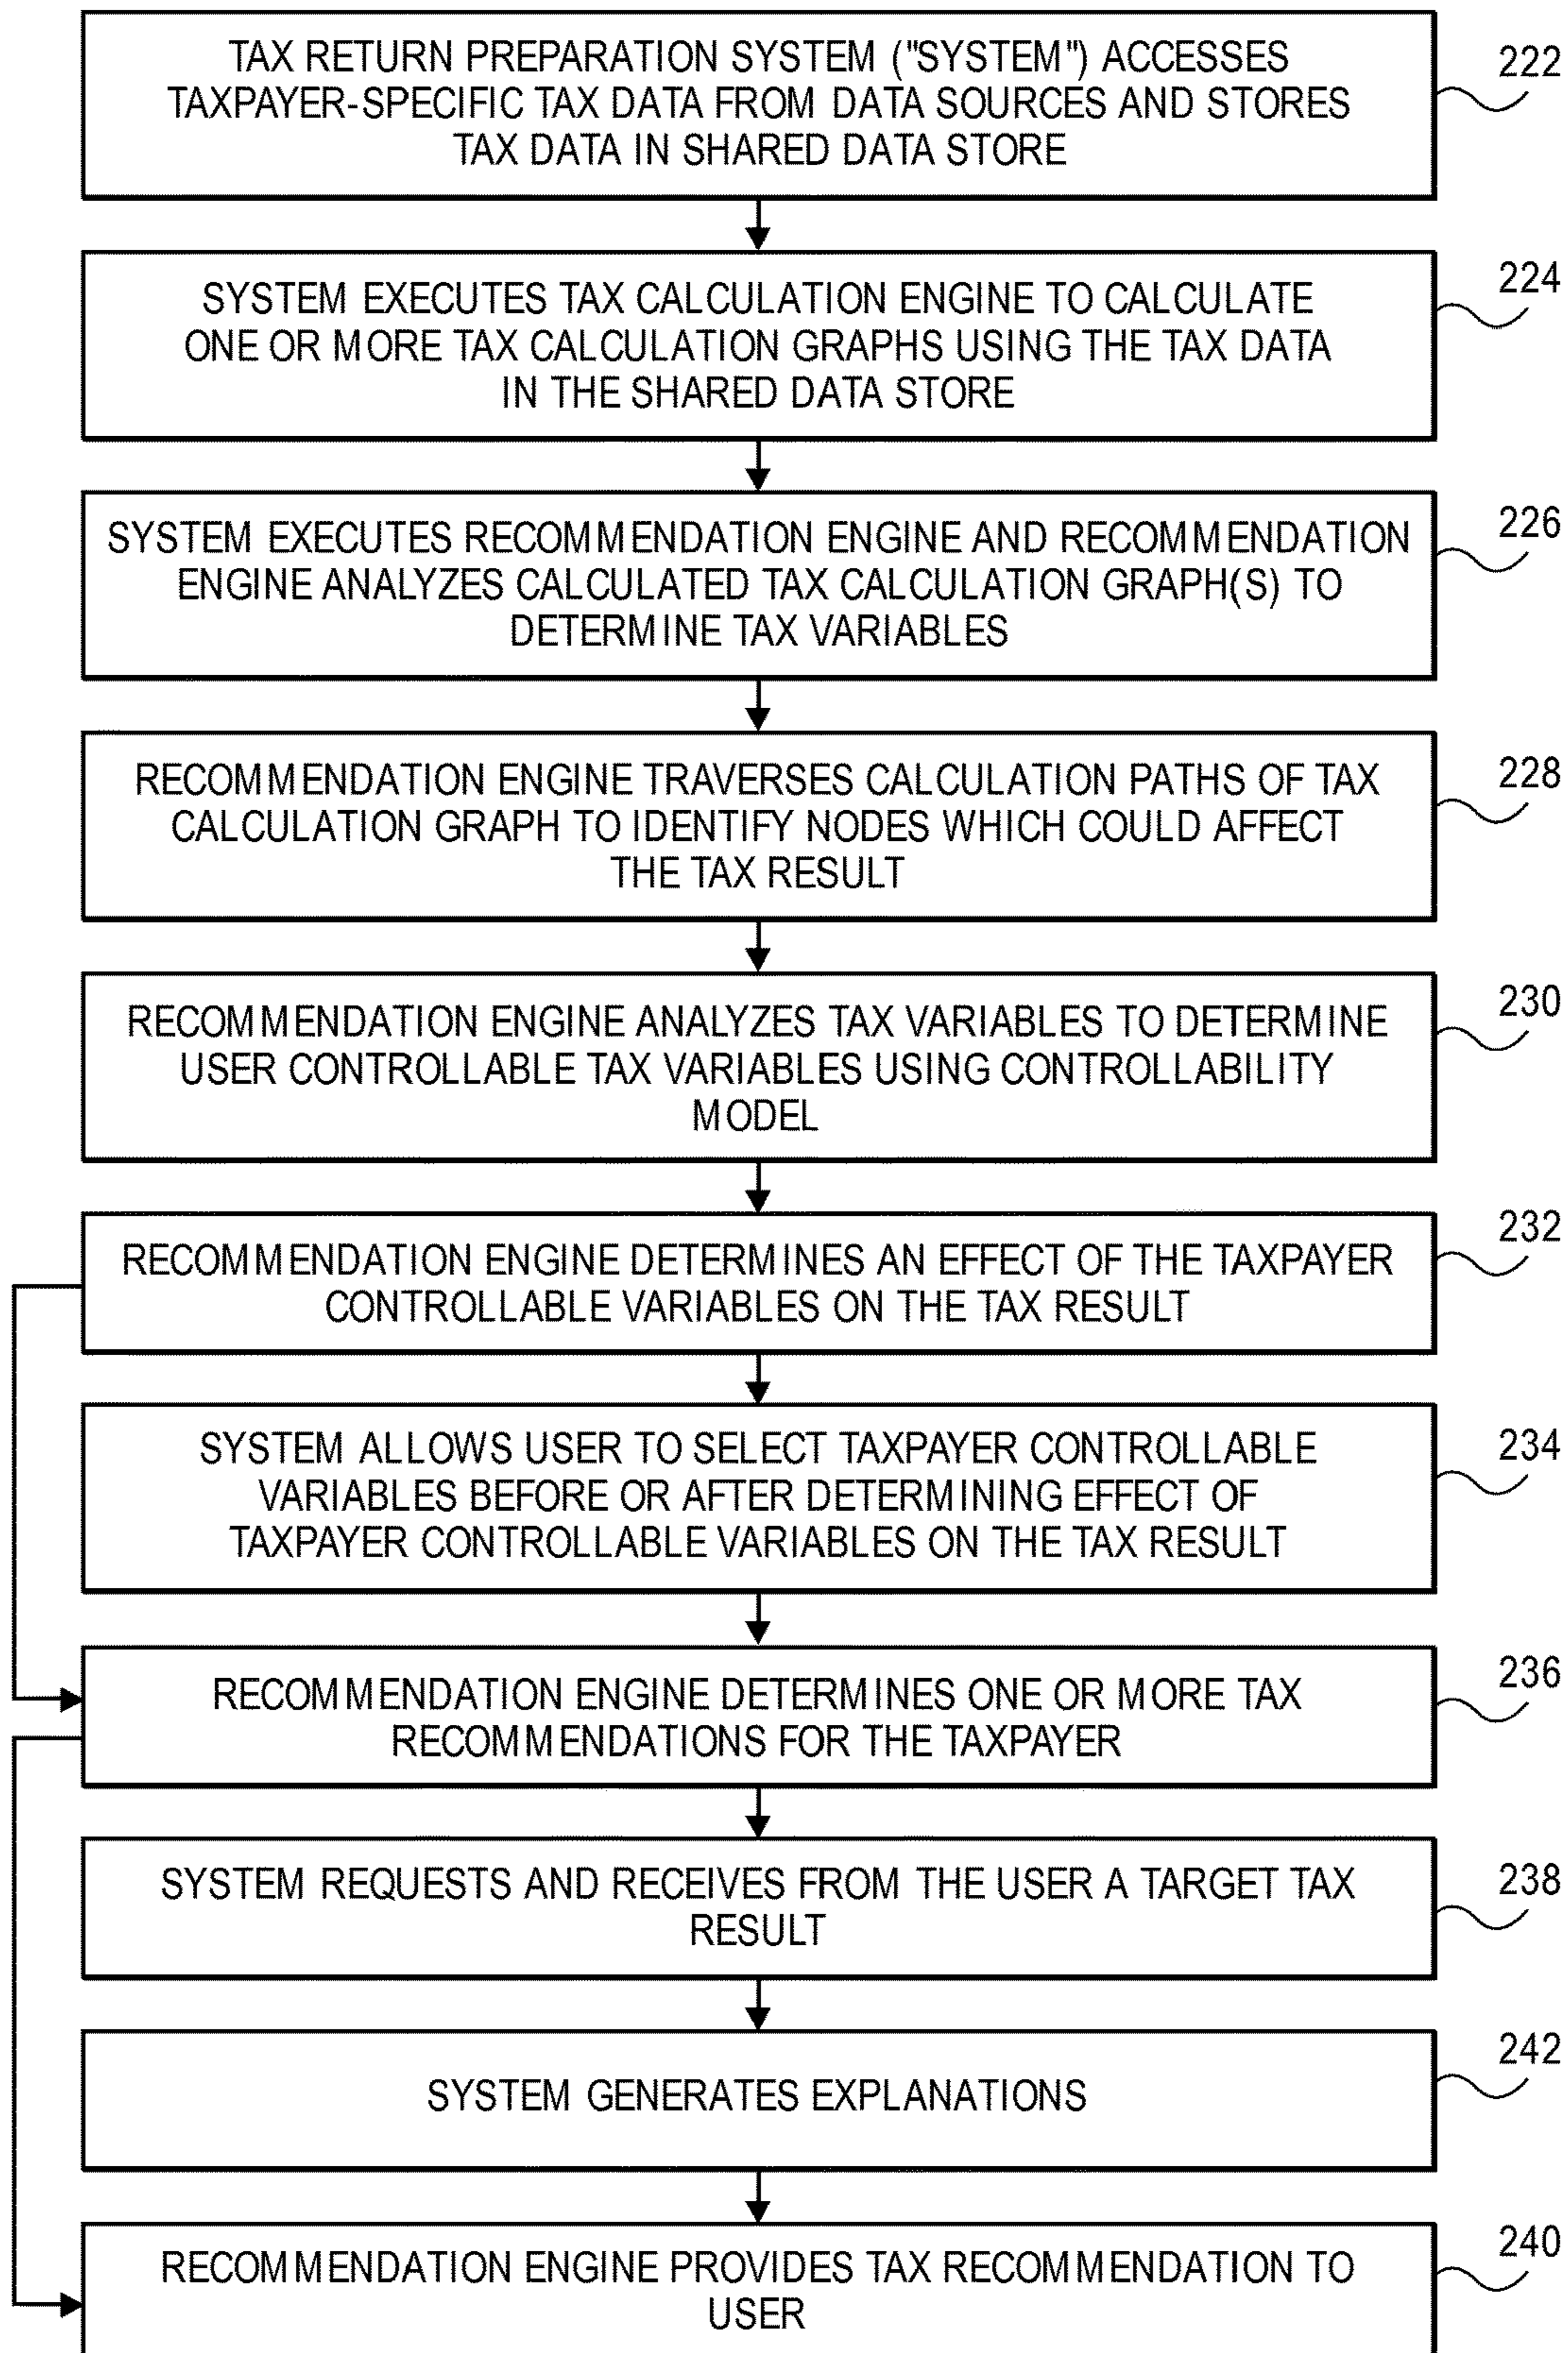 TAX RETURN PREPARATION SYSTEM ("SYSTEM") ACCESSES
TAXPAYER-SPECIFIC TAX DATA FROM DATA SOURCES AND STORES
TAX DATA IN SHARED DATA STORE
222
SYSTEM EXECUTES TAX CALCULATION ENGINE TO CALCULATE
ONE OR MORE TAX CALCULATION GRAPHS USING THE TAX DATA
IN THE SHARED DATA STORE
224
SYSTEM EXECUTES RECOMMENDATION ENGINE AND RECOMMENDATION
ENGINE ANALYZES CALCULATED TAX CALCULATION GRAPH(S) TO
DETERMINE TAX VARIABLES
226
RECOMMENDATION ENGINE TRAVERSES CALCULATION PATHS OF TAX
CALCULATION GRAPH TO IDENTIFY NODES WHICH COULD AFFECT
THE TAX RESULT
228
RECOMMENDATION ENGINE ANALYZES TAX VARIABLES TO DETERMINE
USER CONTROLLABLE TAX VARIABLES USING CONTROLLABILITY
MODEL
230
RECOMMENDATION ENGINE DETERMINES AN EFFECT OF THE TAXPAYER
CONTROLLABLE VARIABLES ON THE TAX RESULT
232
SYSTEM ALLOWS USER TO SELECT TAXPAYER CONTROLLABLE
VARIABLES BEFORE OR AFTER DETERMINING EFFECT OF
TAXPAYER CONTROLLABLE VARIABLES ON THE TAX RESULT
234
RECOMMENDATION ENGINE DETERMINES ONE OR MORE TAX
RECOMMENDATIONS FOR THE TAXPAYER
236
SYSTEM REQUESTS AND RECEIVES FROM THE USER A TARGET TAX
RESULT
238
SYSTEM GENERATES EXPLANATIONS
242
RECOMMENDATION ENGINE PROVIDES TAX RECOMMENDATION TO
USER
240